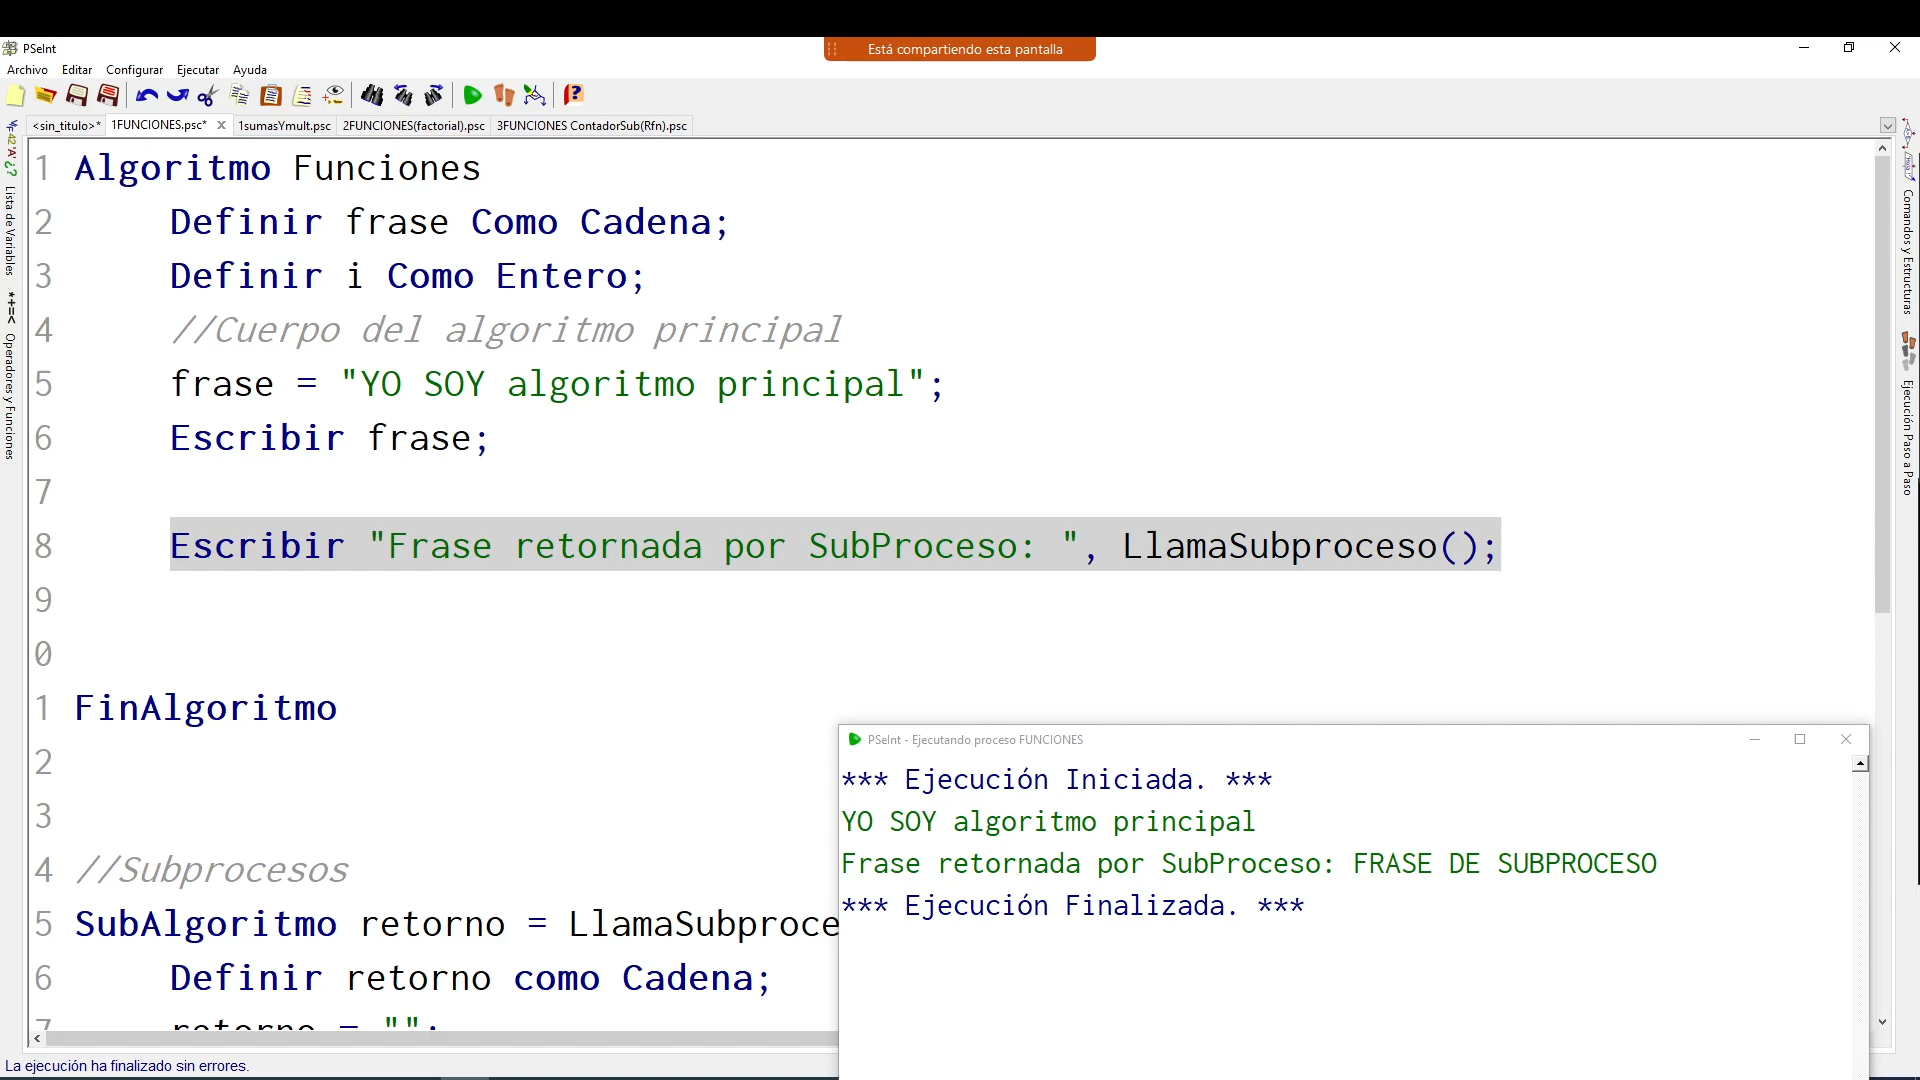 Está compartiendo esta pantalla
PSeInt
Archivo Editar Configurar Ejecutar Ayuda
<sin_titulo>* 1FUNCIONES.psc* 1sumasYmult.psc 2FUNCIONES(factorial).psc 3FUNCIONES ContadorSub(Rfn).psc
Lista de Variables
Operadores y Funciones
1 Algoritmo Funciones
2 Definir frase Como Cadena;
3 Definir i Como Entero;
4 //Cuerpo del algoritmo principal
5 frase = "YO SOY algoritmo principal";
6 Escribir frase;
7
8 Escribir "Frase retornada por SubProceso: ", LlamaSubproceso();
9
0
1 FinAlgoritmo
2
3
4 //Subprocesos
5 SubAlgoritmo retorno = LlamaSubproce
6 Definir retorno como Cadena;
7 retorno = "";
Comandos y Estructuras
Ejecución Paso a Paso
PSeInt - Ejecutando proceso FUNCIONES
*** Ejecución Iniciada. ***
YO SOY algoritmo principal
Frase retornada por SubProceso: FRASE DE SUBPROCESO
*** Ejecución Finalizada. ***
La ejecución ha finalizado sin errores.